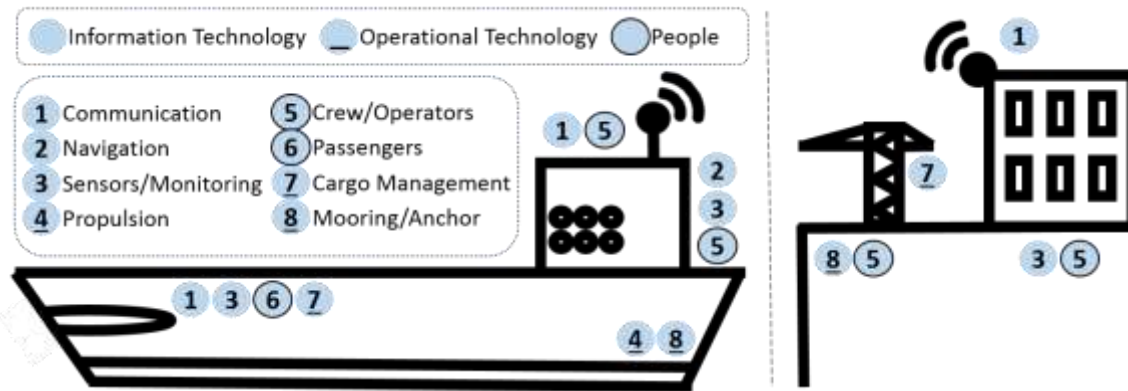 Information Technology Operational Technology People
1 Communication 5 Crew/Operators
2 Navigation 6 Passengers
3 Sensors/Monitoring 7 Cargo Management
4 Propulsion 8 Mooring/Anchor
1 5
2
3
5
1 3 6 7
4 8
1
7
8 5
3 5